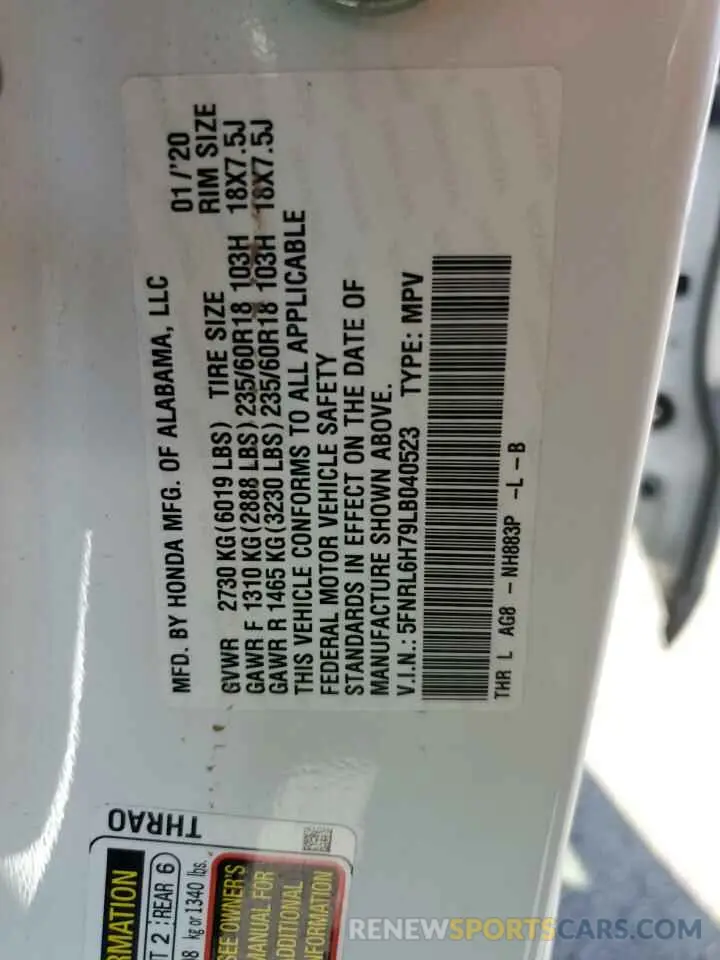 MFD. BY HONDA MFG. OF ALABAMA, LLC 01/'20
GVWR 2730 KG(6019 LBS) TIRE SIZE RIM SIZE
GAWR F 1310 KG(2888 LBS)235/60R18 103H 18X7.5J
GAWR R 1465 KG(3230 LBS)235/60R18 103H 18X7.5J
THIS VEHICLE CONFORMS TO ALL APPLICABLE
FEDERAL MOTOR VEHICLE SAFETY
STANDARDS IN EFFECT ON THE DATE OF
MANUFACTURE SHOWN ABOVE.
V.I.N.: 5FNRL6H79LB040523 TYPE: MPV
THR L AG8 - NH883P -L - B
THRAO
RMATION
T 2 REAR 6
kg or 1340 lbs.
SEE OWNER'S
MANUAL FOR
ADDITIONAL
INFORMATION
RENEWSPORTSCARS.COM